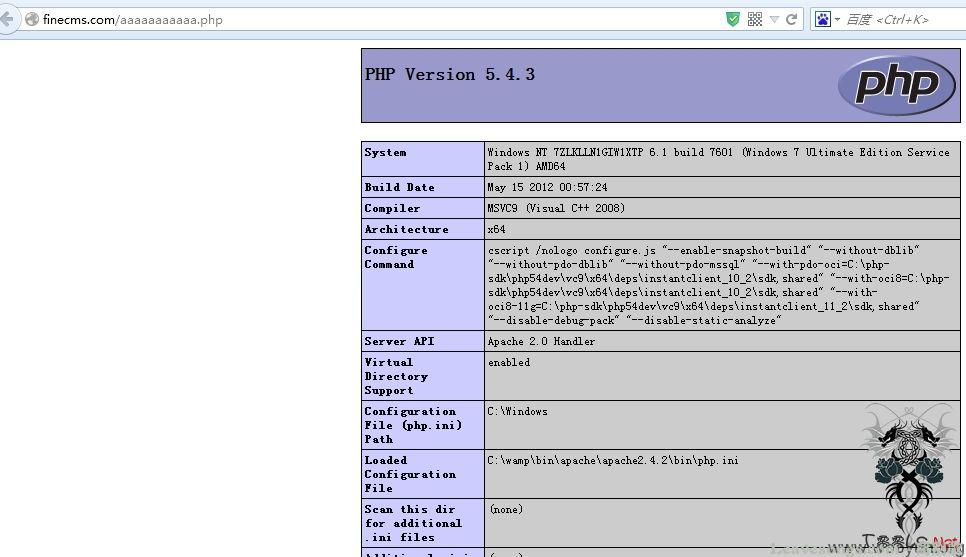 finecms.com/aaaaaaaaaaaa.php
百度 <Ctrl+K>
PHP Version 5.4.3
php
System
Windows NT 7ZLKLLN1GIW1XTP 6.1 build 7601 (Windows 7 Ultimate Edition Service
Pack 1) AMD64
Build Date
May 15 2012 00:57:24
Compiler
MSVC9 (Visual C++ 2008)
Architecture
x64
Configure
Command
cscript /nologo configure.js "--enable-snapshot-build" "--without-dblib"
"--without-pdo-dblib" "--without-pdo-mssql" "--with-pdo-oci=C:\php-
sdk\php54dev\vc9\x64\deps\instantclient_10_2\sdk,shared" "--with-oci8=C:\php-
sdk\php54dev\vc9\x64\deps\instantclient_10_2\sdk,shared" "--with-
oci8-11g=C:\php-sdk\php54dev\vc9\x64\deps\instantclient_11_2\sdk,shared"
"--disable-debug-pack" "--disable-static-analyze"
Server API
Apache 2.0 Handler
Virtual
Directory
Support
enabled
Configuration
File (php.ini)
Path
C:\Windows
Loaded
Configuration
File
C:\wamp\bin\apache\apache2.4.2\bin\php.ini
Scan this dir
for additional
.ini files
(none)